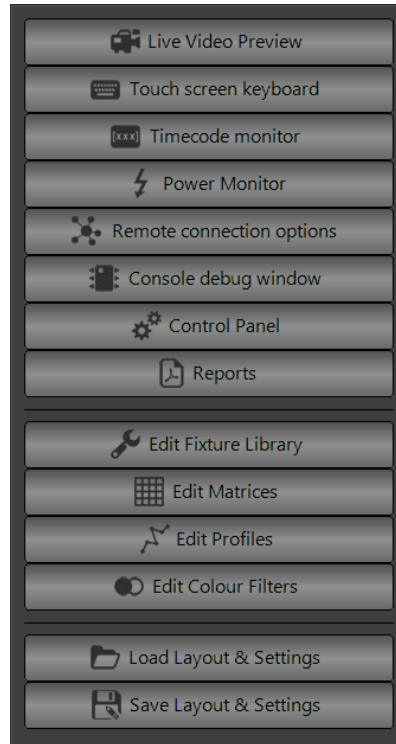 Live Video Preview
Touch screen keyboard
[xxx] Timecode monitor
Power Monitor
Remote connection options
Console debug window
Control Panel
Reports
Edit Fixture Library
Edit Matrices
Edit Profiles
Edit Colour Filters
Load Layout & Settings
Save Layout & Settings